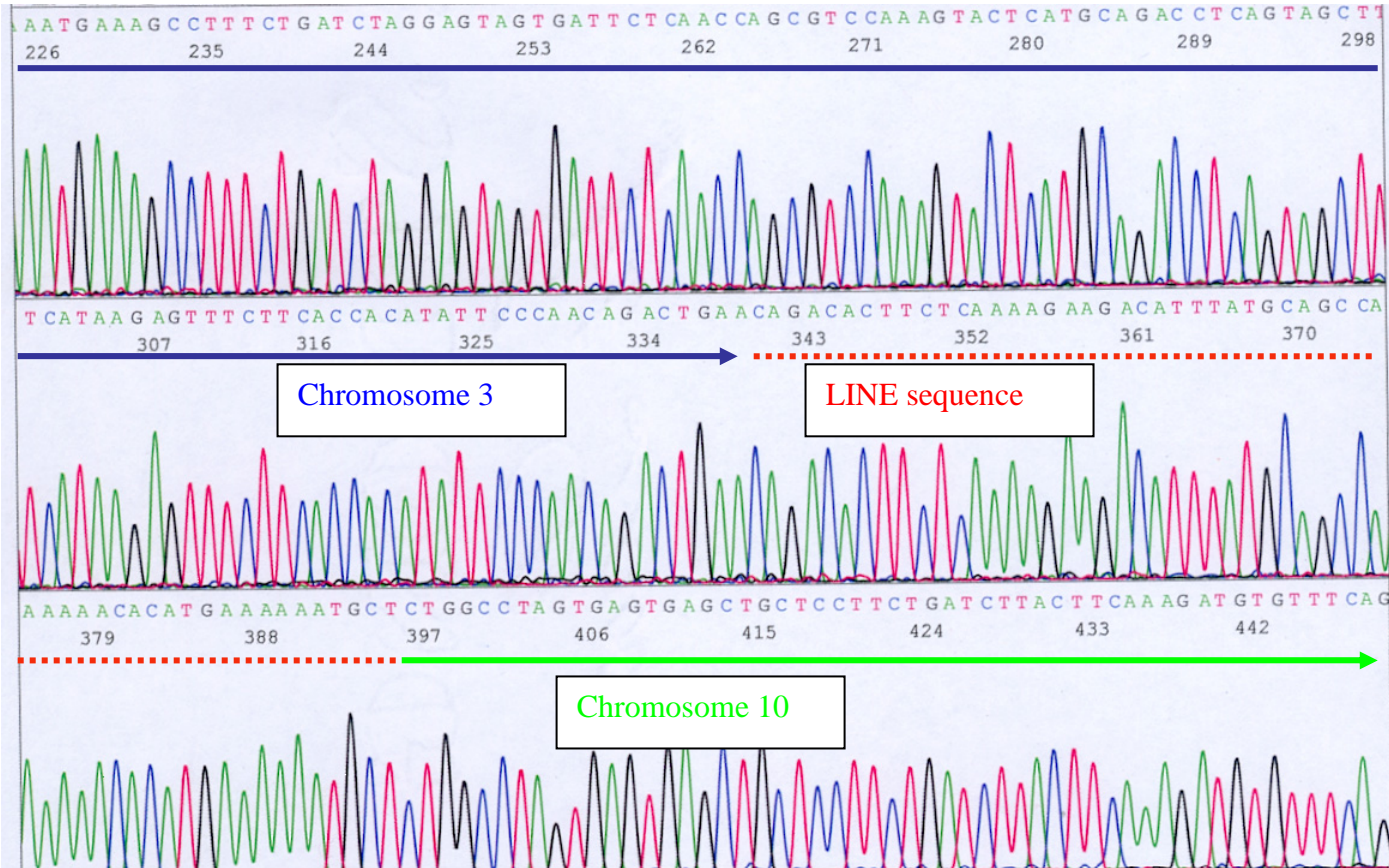 AATGAAAGCCTTTCTGATCTAGGAGTAGTGATTCTCAACCAGCGTCCAAAGTACTCATGCAGACCTCAGTAGCTT
226 235 244 253 262 271 280 289 298
TCATAAGAGTTTCTTCACCACATATTCCCAACAGACTGAACAGACACTTCTCAAAAGAAGACATTTATGCAGCCA
307 316 325 334 343 352 361 370
Chromosome 3
LINE sequence
AAAAACACATGAAAAAATGCTCTGGCCTAGTGAGTGAGCTGCTCCTTCTGATCTTACTTCAAAGATGTGTTTCAG
379 388 397 406 415 424 433 442
Chromosome 10